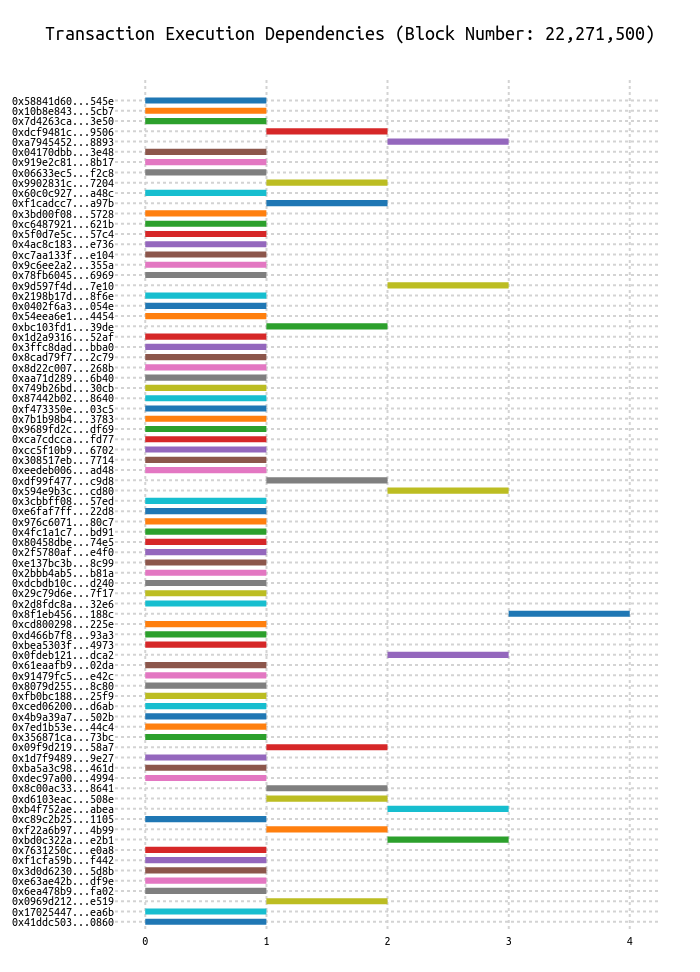 Transaction Execution Dependencies (Block Number: 22,271,500)
0x58841d60...545e
0x10b8e843...5cb7
0x7d4263ca...3e50
0xdcf9481c...9506
0xa7945452...8893
0x04170dbb...3e48
0x919e2c81...8b17
0x06633ec5...f2c8
0x9902831c...7204
0x60c0c927...a48c
0xf1cadcc7...a97b
0x3bd00f08...5728
0xc6487921...621b
0x5f0d7e5c...57c4
0x4ac8c183...e736
0xc7aa133f...e104
0x9c6ee2a2...355a
0x78fb6045...6969
0x9d597f4d...7e10
0x2198b17d...8f6e
0x0402f6a3...054e
0x54eea6e1...4454
0xbc103fd1...39de
0x1d2a9316...52af
0x3ffc8dad...bba0
0x8cad79f7...2c79
0x8d22c007...268b
0xaa71d289...6b40
0x749b26bd...30cb
0x87442b02...8640
0xf473350e...03c5
0x7b1b98b4...3783
0x9689fd2c...df69
0xca7cdcca...fd77
0xcc5f10b9...6702
0x308517eb...7714
0xeedeb006...ad48
0xdf99f477...c9d8
0x594e9b3c...cd80
0x3cbbff08...57ed
0xe6faf7ff...22d8
0x976c6071...80c7
0x4fc1a1c7...bd91
0x80458dbe...74e5
0x2f5780af...e4f0
0xe137bc3b...8c99
0x2bbb4ab5...b81a
0xdcbdb10c...d240
0x29c79d6e...7f17
0x2d8fdc8a...32e6
0x8f1eb456...188c
0xcd800298...225e
0xd466b7f8...93a3
0xbea5303f...4973
0x0fdeb121...dca2
0x61eaafb9...02da
0x91479fc5...e42c
0x8079d255...8c80
0xfb0bc188...25f9
0xced06200...d6ab
0x4b9a39a7...502b
0x7ed1b53e...44c4
0x356871ca...73bc
0x09f9d219...58a7
0x1d7f9489...9e27
0xba5a3c98...461d
0xdec97a00...4994
0x8c00ac33...8641
0xd6103eac...508e
0xb4f752ae...abea
0xc89c2b25...1105
0xf22a6b97...4b99
0xbd0c322a...e2b1
0x7631250c...e0a8
0xf1cfa59b...f442
0x3d0d6230...5d8b
0xe63ae42b...df9e
0x6ea478b9...fa02
0x0969d212...e519
0x17025447...ea6b
0x41ddc503...0860
0 1 2 3 4